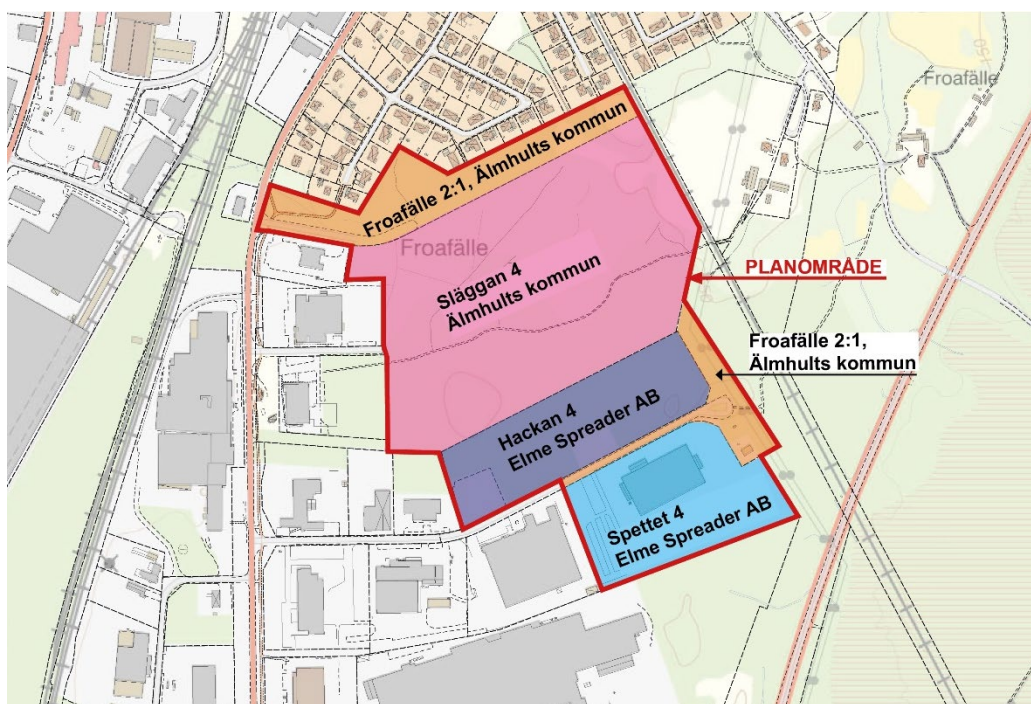 Froafälle
Froafälle 2:1, Älmhults kommun
Froafälle
Släggan 4
Älmhults kommun
PLANOMRÅDE
Froafälle 2:1,
Älmhults kommun
Hackan 4
Elme Spreader AB
Spettet 4
Elme Spreader AB